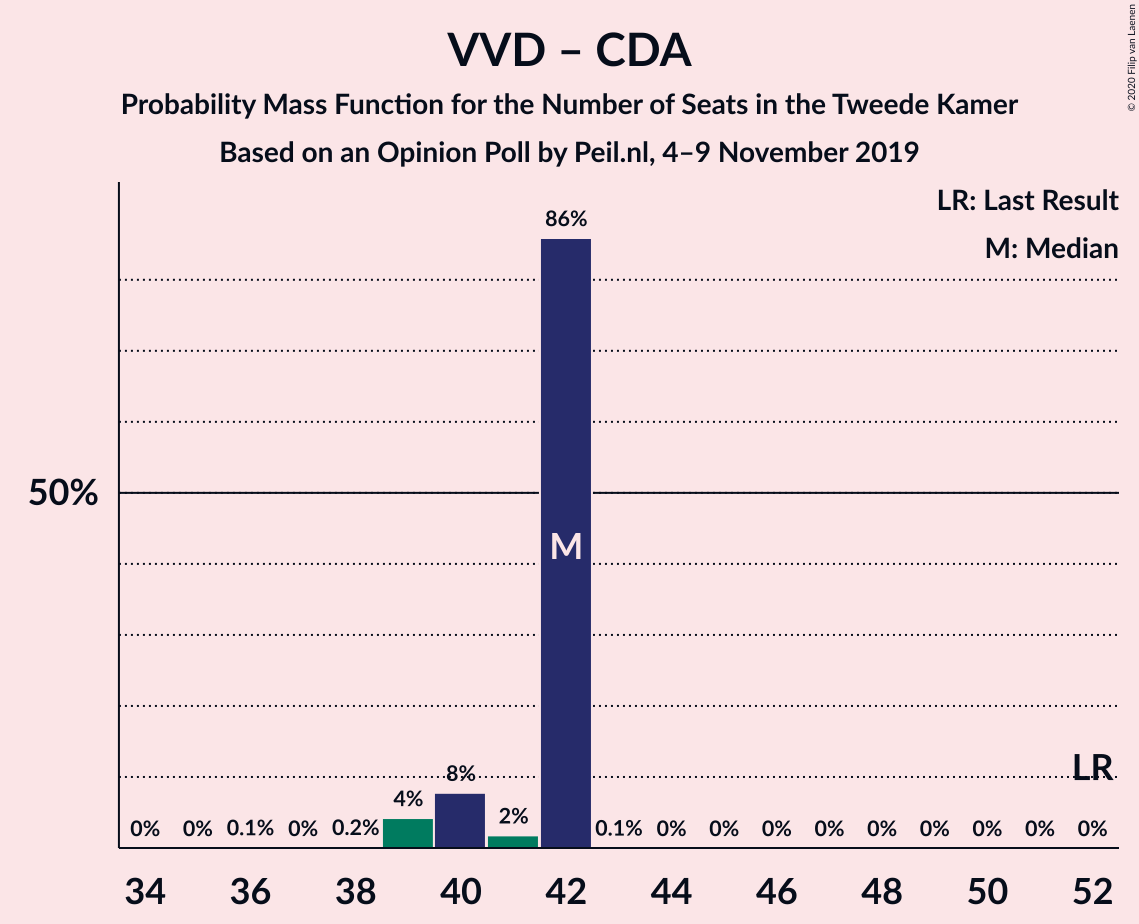 VVD – CDA
Probability Mass Function for the Number of Seats in the Tweede Kamer
Based on an Opinion Poll by Peil.nl, 4–9 November 2019
© 2020 Filip van Laenen
LR: Last Result
M: Median
86%
50%
M
LR
8%
4%
2%
0% 0% 0.1% 0% 0.2% 0.1% 0% 0% 0% 0% 0% 0% 0% 0% 0%
34 36 38 40 42 44 46 48 50 52